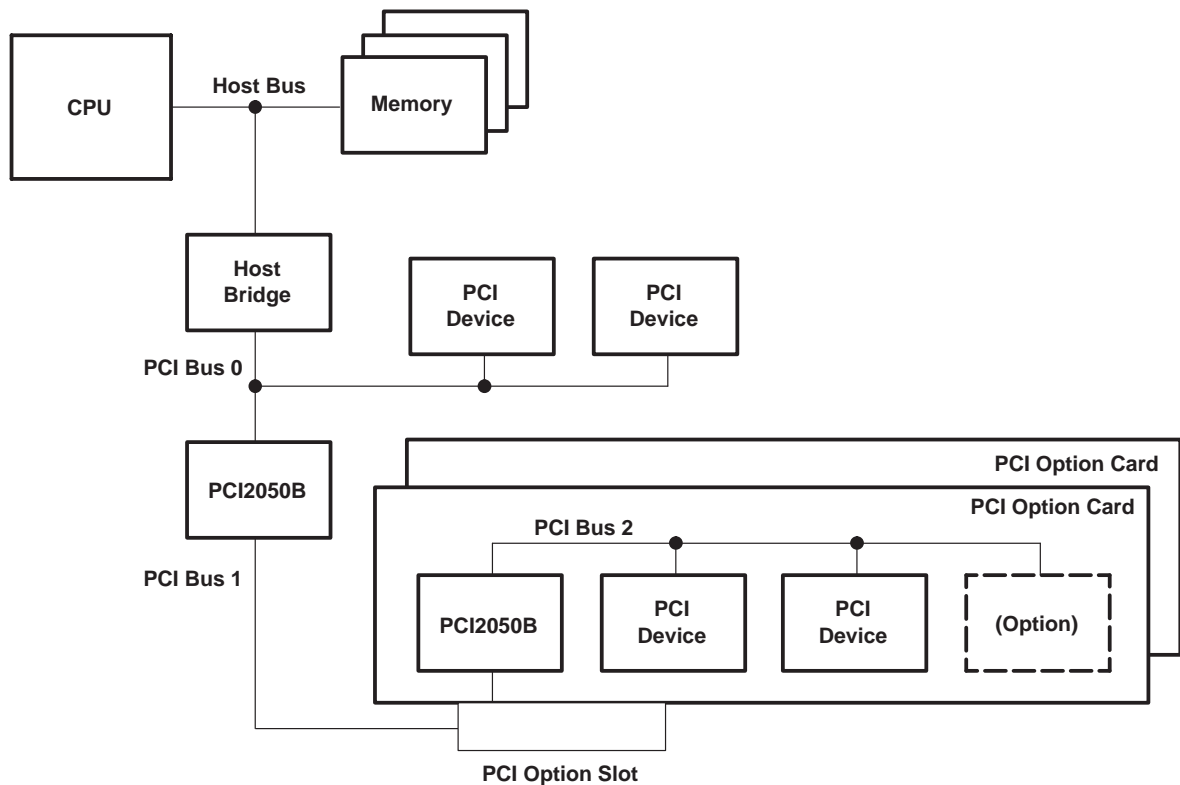 Host Bus
CPU
Memory
Host
Bridge
PCI
Device
PCI
Device
PCI Bus 0
PCI2050B
PCI Option Card
PCI Option Card
PCI Bus 2
PCI Bus 1
PCI2050B
PCI
Device
PCI
Device
(Option)
PCI Option Slot